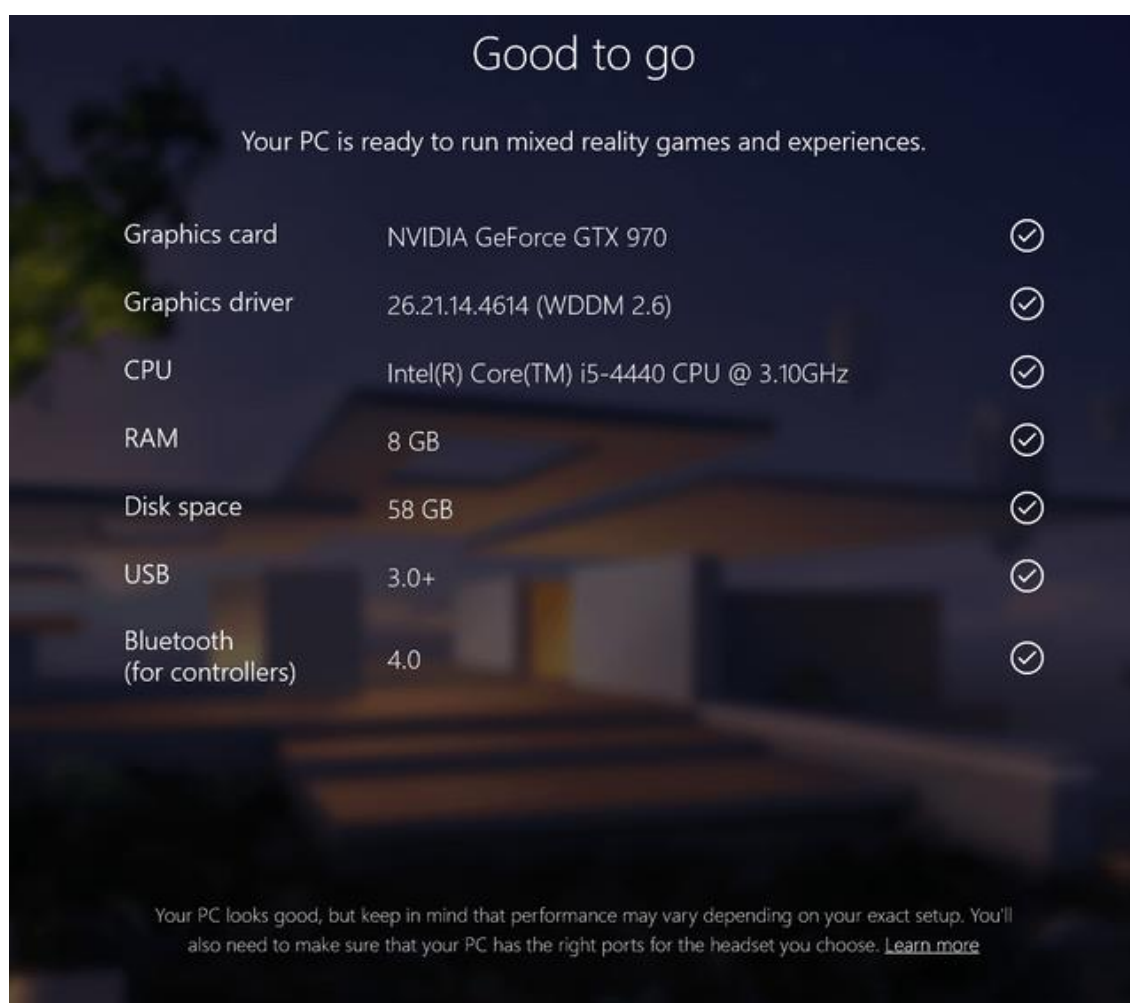 Good to go
Your PC is ready to run mixed reality games and experiences.
Graphics card NVIDIA GeForce GTX 970
Graphics driver 26.21.14.4614 (WDDM 2.6)
CPU Intel(R) Core(TM) i5-4440 CPU @ 3.10GHz
RAM 8 GB
Disk space 58 GB
USB 3.0+
Bluetooth
(for controllers) 4.0
Your PC looks good, but keep in mind that performance may vary depending on your exact setup. You'll
also need to make sure that your PC has the right ports for the headset you choose. Learn more